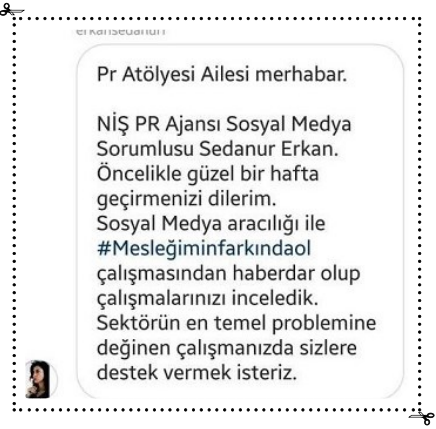 erkansedanurr
Pr Atölyesi Ailesi merhabar.
NİŞ PR Ajansı Sosyal Medya
Sorumlusu Sedanur Erkan.
Öncelikle güzel bir hafta
geçirmenizi dilerim.
Sosyal Medya aracılığı ile
#Mesleğiminfarkındaol
çalışmasından haberdar olup
çalışmalarınızı inceledik.
Sektörün en temel problemine
değinen çalışmanızda sizlere
destek vermek isteriz.